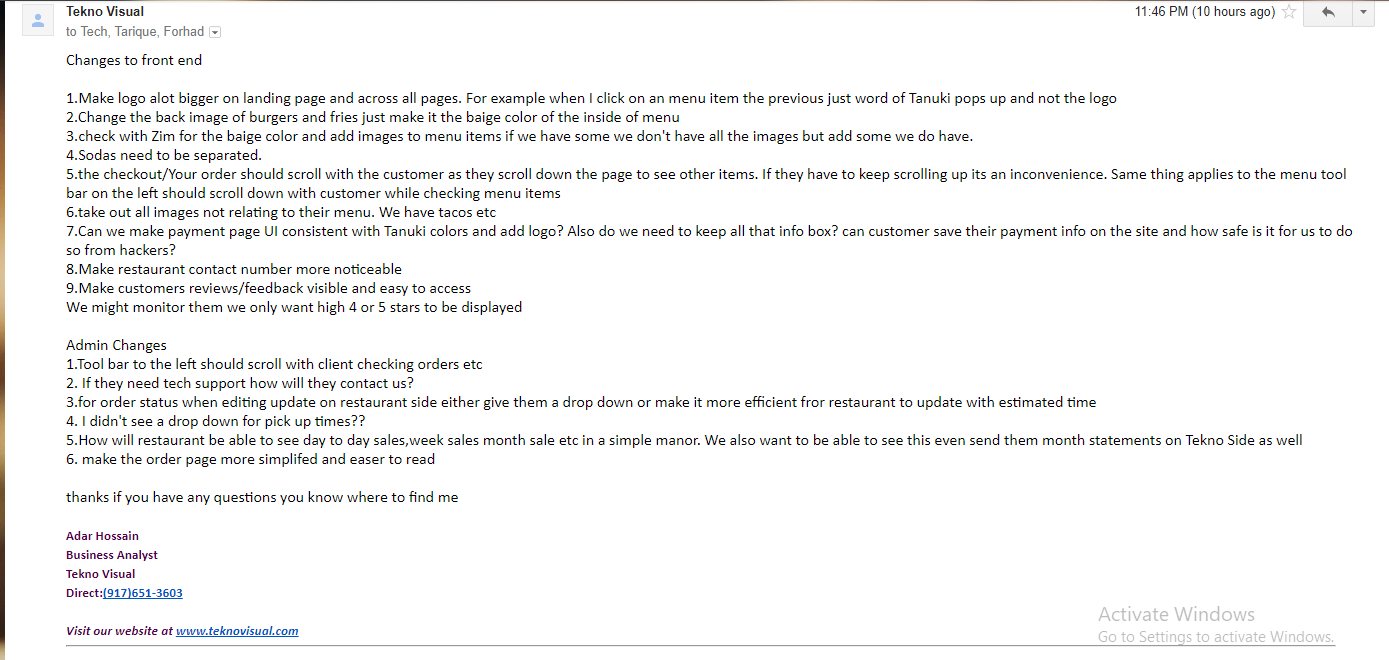 Tekno Visual
11:46 PM (10 hours ago)
to Tech, Tarique, Forhad
Changes to front end
1.Make logo alot bigger on landing page and across all pages. For example when I click on an menu item the previous just word of Tanuki pops up and not the logo
2.Change the back image of burgers and fries just make it the baige color of the inside of menu
3.check with Zim for the baige color and add images to menu items if we have some we don't have all the images but add some we do have.
4.Sodas need to be separated.
5.the checkout/Your order should scroll with the customer as they scroll down the page to see other items. If they have to keep scrolling up its an inconvenience. Same thing applies to the menu tool
bar on the left should scroll down with customer while checking menu items
6.take out all images not relating to their menu. We have tacos etc
7.Can we make payment page UI consistent with Tanuki colors and add logo? Also do we need to keep all that info box? can customer save their payment info on the site and how safe is it for us to do
so from hackers?
8.Make restaurant contact number more noticeable
9.Make customers reviews/feedback visible and easy to access
We might monitor them we only want high 4 or 5 stars to be displayed
Admin Changes
1.Tool bar to the left should scroll with client checking orders etc
2. If they need tech support how will they contact us?
3.for order status when editing update on restaurant side either give them a drop down or make it more efficient fror restaurant to update with estimated time
4. I didn't see a drop down for pick up times??
5.How will restaurant be able to see day to day sales,week sales month sale etc in a simple manor. We also want to be able to see this even send them month statements on Tekno Side as well
6. make the order page more simplifed and easer to read
thanks if you have any questions you know where to find me
Adar Hossain
Business Analyst
Tekno Visual
Direct:(917)651-3603
Visit our website at www.teknovisual.com
Activate Windows
Go to Settings to activate Windows.